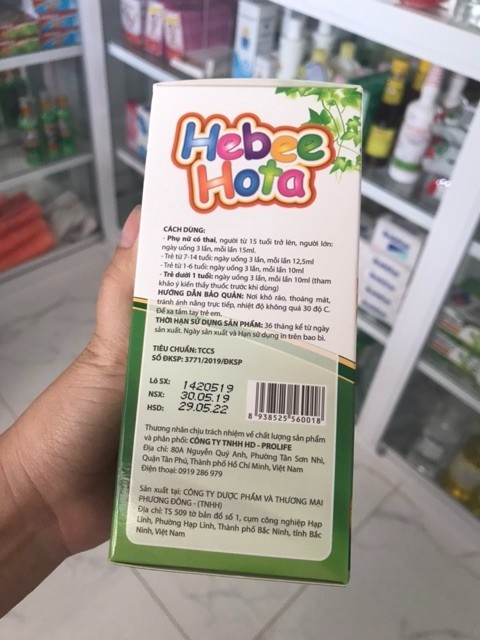 Hebee
Hota
CÁCH DÙNG:
- Phụ nữ có thai, người từ 15 tuổi trở lên, người lớn:
ngày uống 3 lần, mỗi lần 15ml.
- Trẻ từ 7-14 tuổi: ngày uống 3 lần, mỗi lần 12,5ml
- Trẻ từ 1-6 tuổi: ngày uống 3 lần, mỗi lần 10ml
- Trẻ dưới 1 tuổi: ngày uống 3 lần, mỗi lần 10ml (tham
khảo ý kiến thầy thuốc trước khi dùng)
HƯỚNG DẪN BẢO QUẢN: Nơi khô ráo, thoáng mát,
tránh ánh nắng trực tiếp, nhiệt độ không quá 30 độ C.
Để xa tầm tay trẻ em.
THỜI HẠN SỬ DỤNG SẢN PHẨM: 36 tháng kể từ ngày
sản xuất. Ngày sản xuất và Hạn sử dụng in trên bao bì.
TIÊU CHUẨN: TCCS
SỐ ĐKSP: 3771/2019/ĐKSP
Lô SX: 1420519
NSX: 30.05.19
HSD: 29.05.22
8 938525 560018
Thương nhân chịu trách nhiệm về chất lượng sản phẩm
và phân phối: CÔNG TY TNHH HD - PROLIFE
Địa chỉ: 80A Nguyễn Quý Anh, Phường Tân Sơn Nhì,
Quận Tân Phú, Thành phố Hồ Chí Minh, Việt Nam
Điện thoại: 0919 286 979
Sản xuất tại: CÔNG TY DƯỢC PHẨM VÀ THƯƠNG MẠI
PHƯƠNG ĐÔNG - (TNHH)
Địa chỉ: TS 509 tờ bản đồ số 1, cụm công nghiệp Hạp
Lĩnh, Phường Hạp Lĩnh, Thành phố Bắc Ninh, tỉnh Bắc
Ninh, Việt Nam